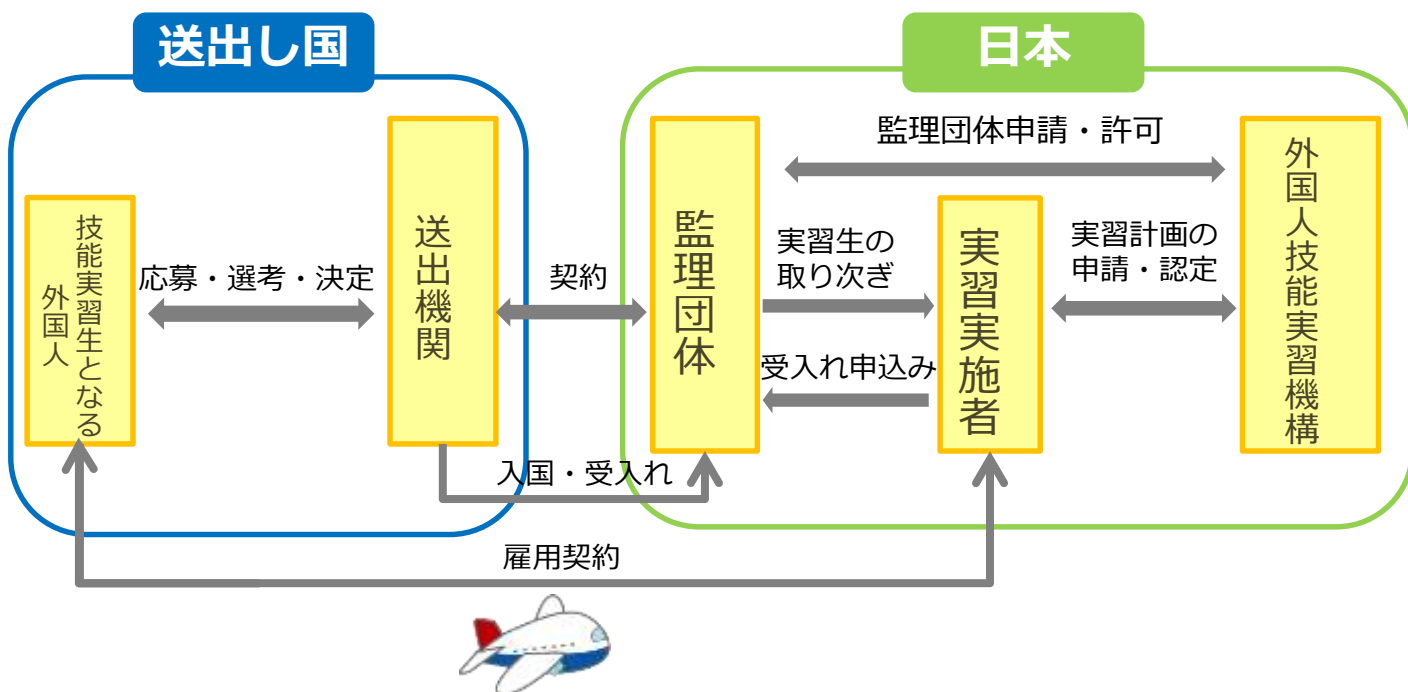 送出し国
日本
技能実習生となる
外国人
応募・選考・決定
送出機関
契約
監理団体
監理団体申請・許可
実習生の
取り次ぎ
受入れ申込み
実習実施者
実習計画の
申請・認定
外国人技能実習機構
入国・受入れ
雇用契約